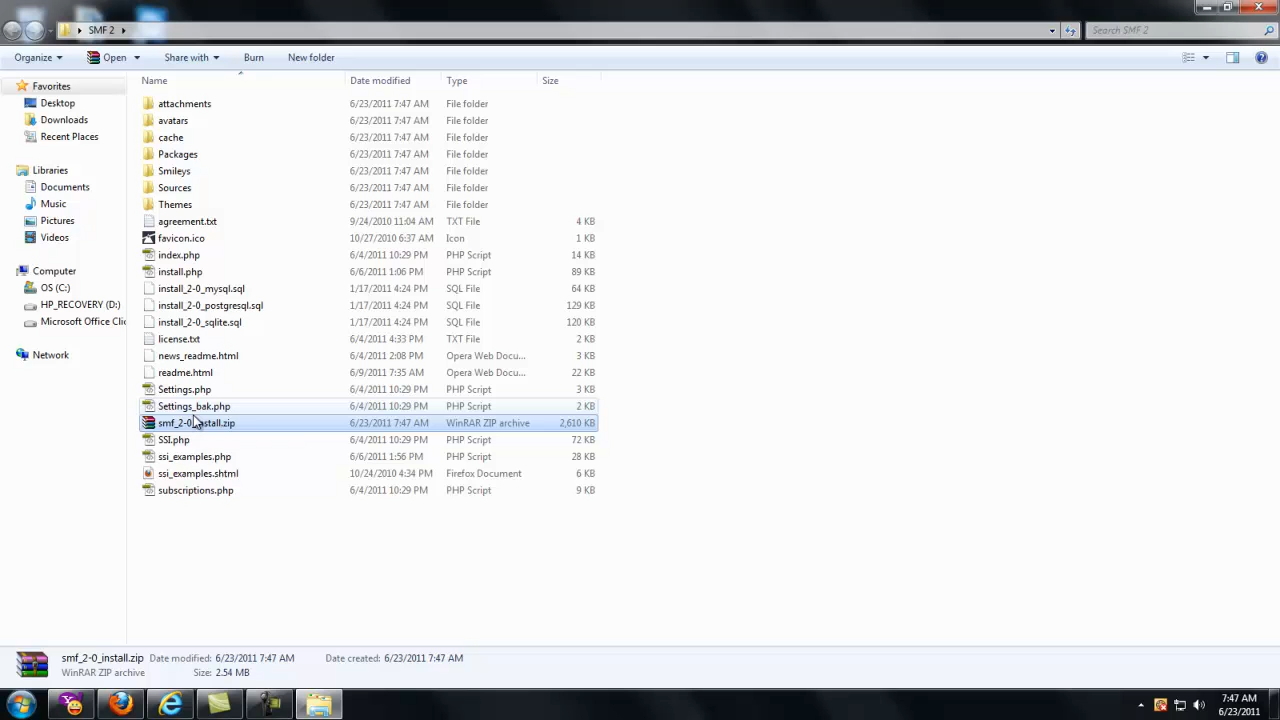 SMF 2
Search SMF 2
Organize Open Share with Burn New folder
Name Date modified Type Size
Favorites
Desktop
Downloads
Recent Places
Libraries
Documents
Music
Pictures
Videos
Computer
OS (C:)
HP_RECOVERY (D:)
Microsoft Office Clic
Network
attachments 6/23/2011 7:47 AM File folder
avatars 6/23/2011 7:47 AM File folder
cache 6/23/2011 7:47 AM File folder
Packages 6/23/2011 7:47 AM File folder
Smileys 6/23/2011 7:47 AM File folder
Sources 6/23/2011 7:47 AM File folder
Themes 6/23/2011 7:47 AM File folder
agreement.txt 9/24/2010 11:04 AM TXT File 4 KB
favicon.ico 10/27/2010 6:37 AM Icon 1 KB
index.php 6/4/2011 10:29 PM PHP Script 14 KB
install.php 6/6/2011 1:06 PM PHP Script 89 KB
install_2-0_mysql.sql 1/17/2011 4:24 PM SQL File 64 KB
install_2-0_postgresql.sql 1/17/2011 4:24 PM SQL File 129 KB
install_2-0_sqlite.sql 1/17/2011 4:24 PM SQL File 120 KB
license.txt 6/4/2011 4:33 PM TXT File 2 KB
news_readme.html 6/4/2011 2:08 PM Opera Web Docu... 3 KB
readme.html 6/9/2011 7:35 AM Opera Web Docu... 22 KB
Settings.php 6/4/2011 10:29 PM PHP Script 3 KB
Settings_bak.php 6/4/2011 10:29 PM PHP Script 2 KB
smf_2-0_install.zip 6/23/2011 7:47 AM WinRAR ZIP archive 2,610 KB
SSI.php 6/4/2011 10:29 PM PHP Script 72 KB
ssi_examples.php 6/6/2011 1:56 PM PHP Script 28 KB
ssi_examples.shtml 10/24/2010 4:34 PM Firefox Document 6 KB
subscriptions.php 6/4/2011 10:29 PM PHP Script 9 KB
smf_2-0_install.zip Date modified: 6/23/2011 7:47 AM Date created: 6/23/2011 7:47 AM
WinRAR ZIP archive Size: 2.54 MB
7:47 AM
6/23/2011